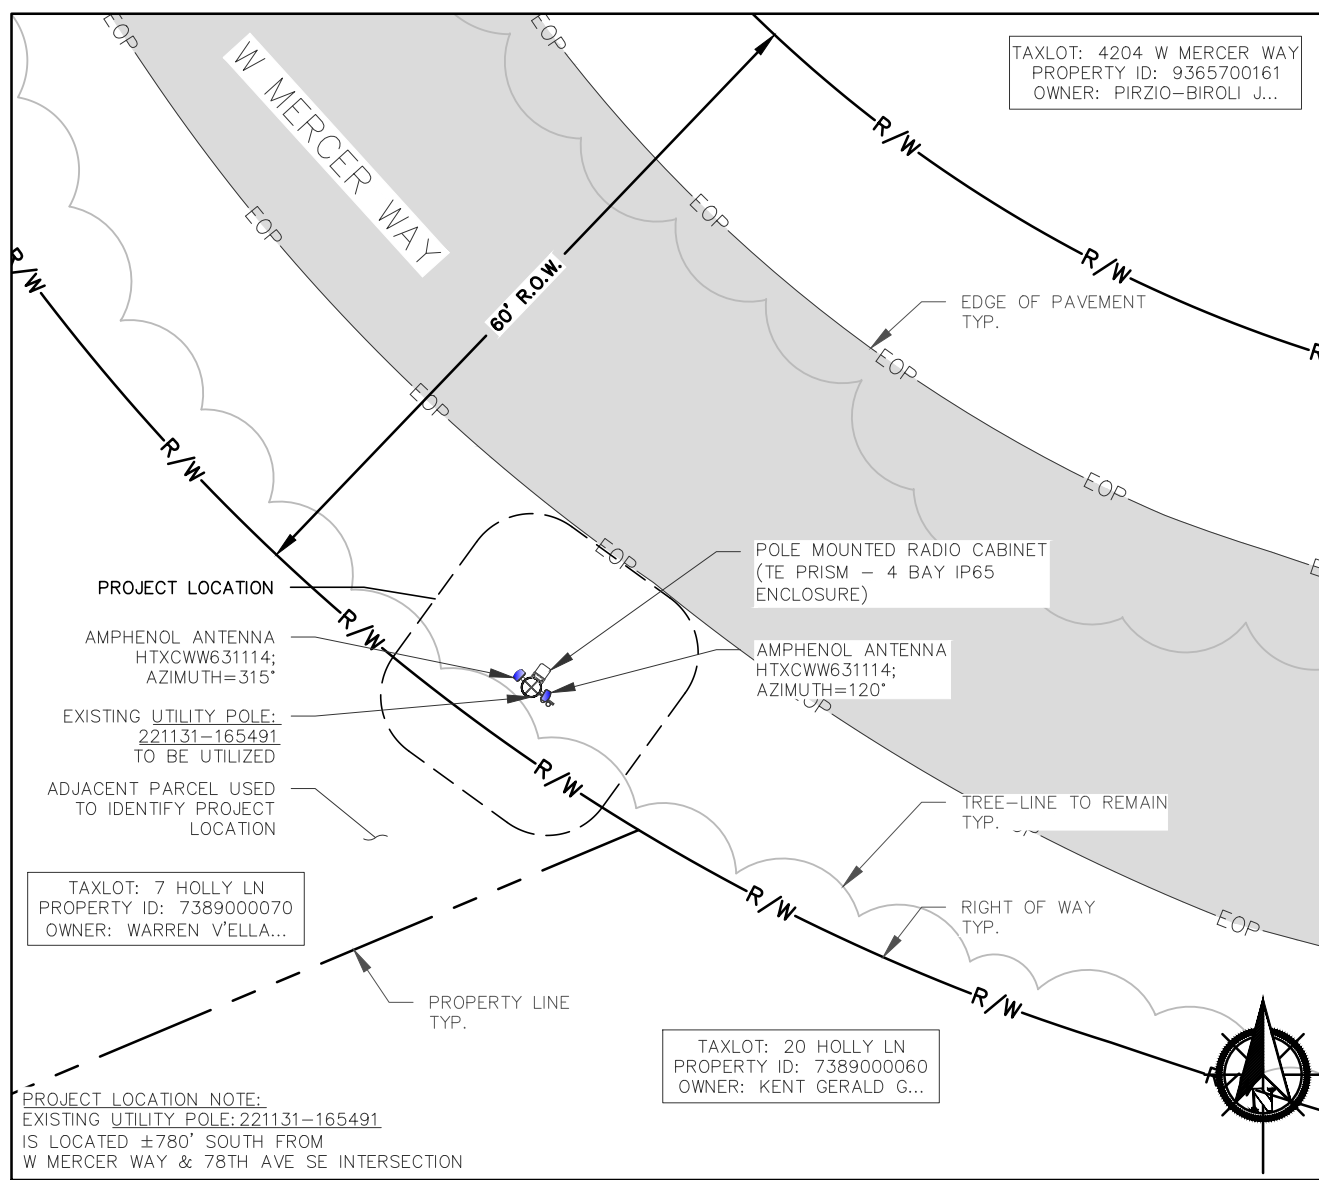 EOP
EOP
W MERCER WAY
TAXLOT: 4204 W MERCER WAY
PROPERTY ID: 9365700161
OWNER: PIRZIO-BIROLI J...
R/W
EOP
EOP
R/W
R/W
60' R.O.W.
EDGE OF PAVEMENT
TYP.
EOP
EOP
R/W
EOP
EOP
POLE MOUNTED RADIO CABINET
(TE PRISM - 4 BAY IP65
ENCLOSURE)
PROJECT LOCATION
R/W
AMPHENOL ANTENNA
HTXCWW631114;
AZIMUTH=315°
AMPHENOL ANTENNA
HTXCWW631114;
AZIMUTH=120°
EXISTING UTILITY POLE:
221131-165491
TO BE UTILIZED
R/W
ADJACENT PARCEL USED
TO IDENTIFY PROJECT
LOCATION
TREE-LINE TO REMAIN
TYP.
TAXLOT: 7 HOLLY LN
PROPERTY ID: 7389000070
OWNER: WARREN V'ELLA...
R/W
RIGHT OF WAY
TYP.
EOP
PROPERTY LINE
TYP.
R/W
TAXLOT: 20 HOLLY LN
PROPERTY ID: 7389000060
OWNER: KENT GERALD G...
N
PROJECT LOCATION NOTE:
EXISTING UTILITY POLE: 221131-165491
IS LOCATED ±780' SOUTH FROM
W MERCER WAY & 78TH AVE SE INTERSECTION